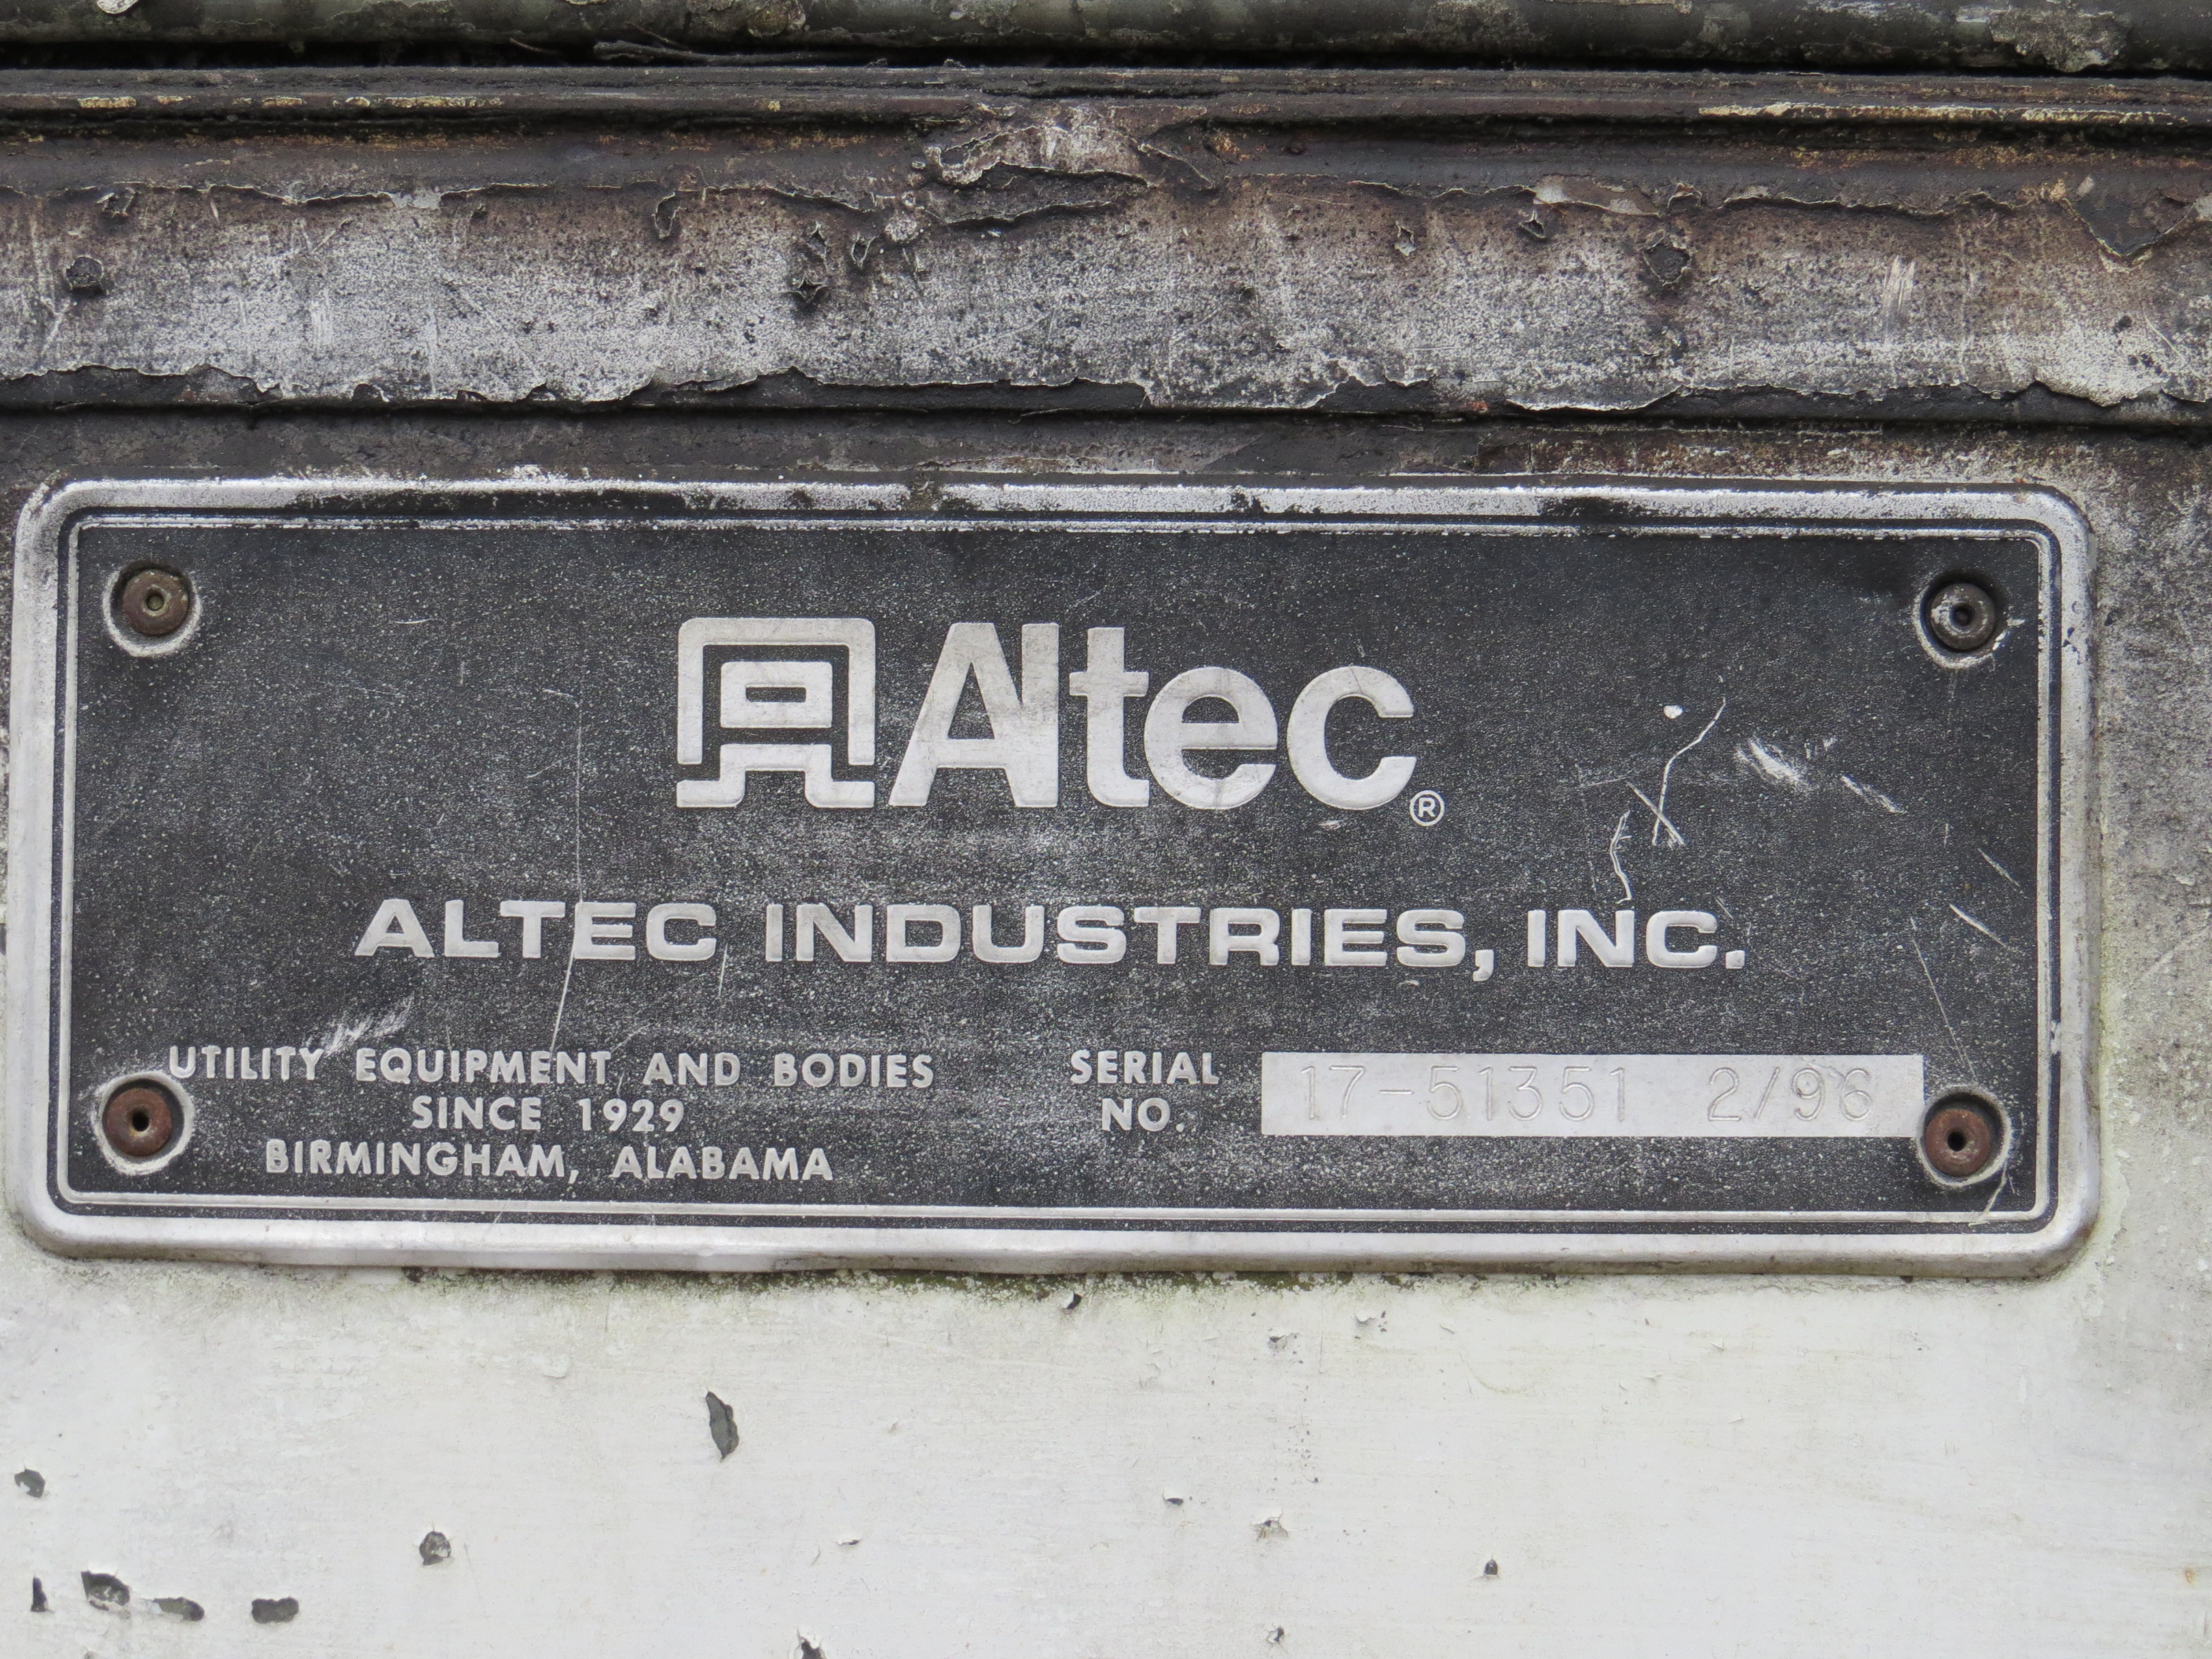 Altec®
ALTEC INDUSTRIES, INC.
UTILITY EQUIPMENT AND BODIES
SINCE 1929
BIRMINGHAM, ALABAMA
SERIAL
NO.
17-51351 2/96